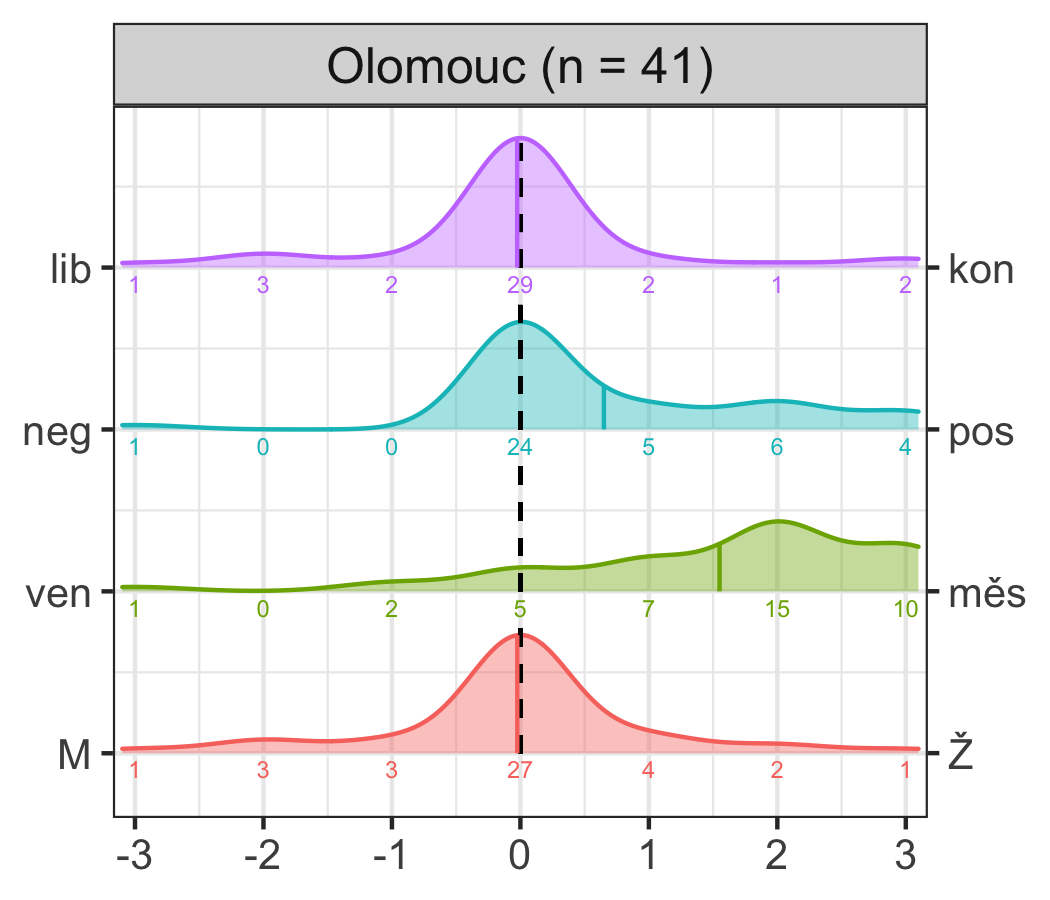 Olomouc (n = 41)
lib kon
1 3 2 29 2 1 2
neg pos
1 0 0 24 5 6 4
ven měs
1 0 2 5 7 15 10
M Ž
1 3 3 27 4 2 1
-3 -2 -1 0 1 2 3